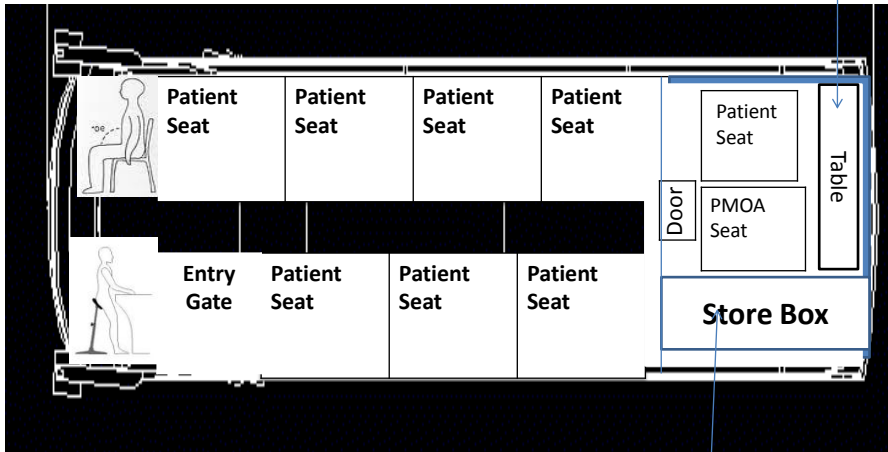 Patient
Seat
Patient
Seat
Patient
Seat
Patient
Seat
Patient
Seat
Table
Door
PMOA
Seat
Entry
Gate
Patient
Seat
Patient
Seat
Patient
Seat
Store Box